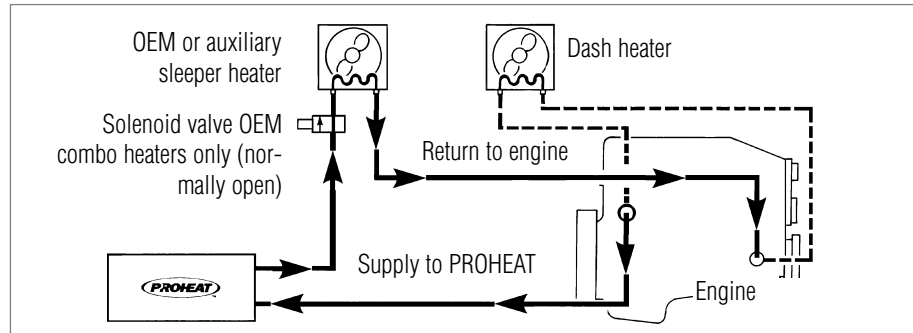 OEM or auxiliary
sleeper heater
Dash heater
Solenoid valve OEM
combo heaters only (nor-
mally open)
Return to engine
Supply to PROHEAT
PROHEAT™
Engine